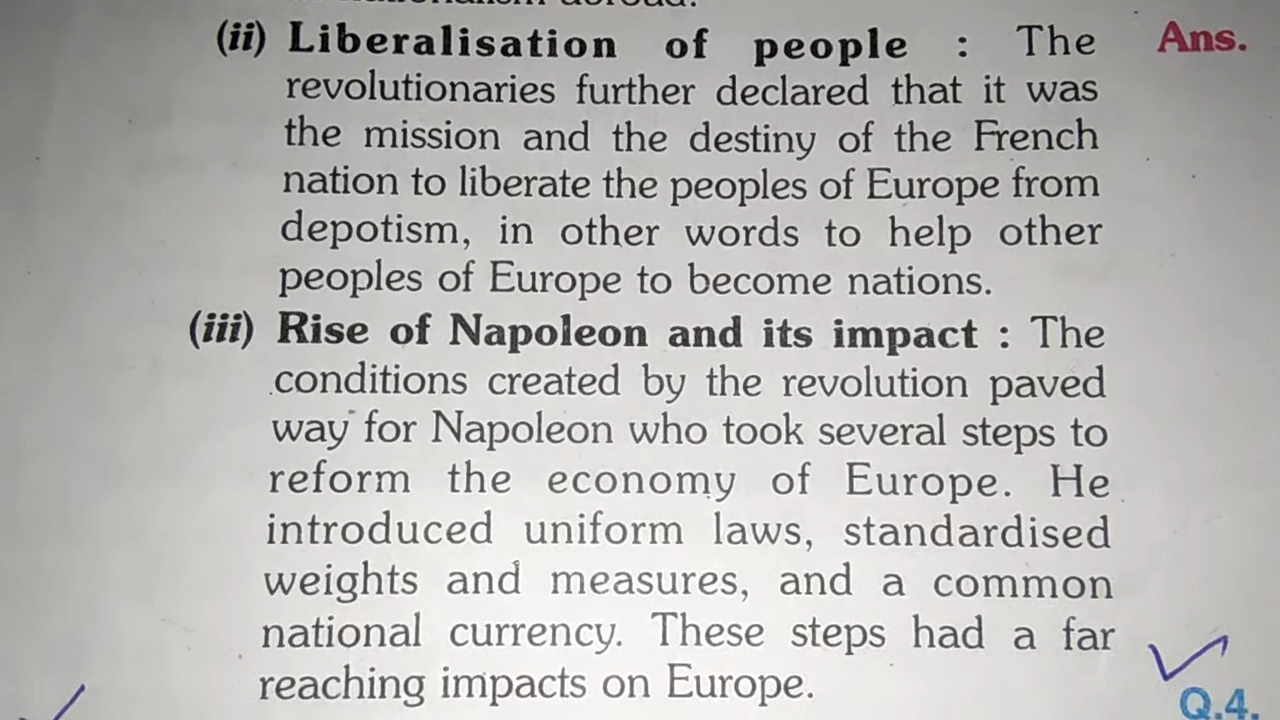 (ii) Liberalisation of people : The
revolutionaries further declared that it was
the mission and the destiny of the French
nation to liberate the peoples of Europe from
depotism, in other words to help other
peoples of Europe to become nations.
(iii) Rise of Napoleon and its impact : The
conditions created by the revolution paved
way for Napoleon who took several steps to
reform the economy of Europe. He
introduced uniform laws, standardised
weights and measures, and a common
national currency. These steps had a far
reaching impacts on Europe.
Ans.
Q.4.